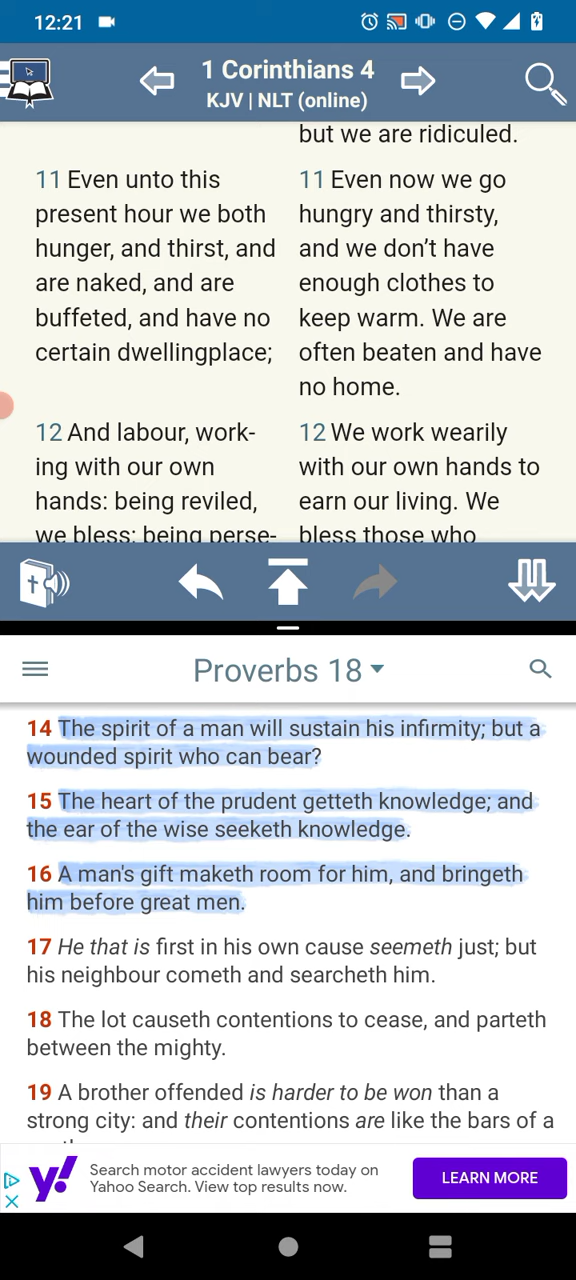 12:21
1 Corinthians 4
KJV | NLT (online)
but we are ridiculed.
11 Even unto this
present hour we both
hunger, and thirst, and
are naked, and are
buffeted, and have no
certain dwellingplace;
11 Even now we go
hungry and thirsty,
and we don’t have
enough clothes to
keep warm. We are
often beaten and have
no home.
12 And labour, work-
ing with our own
hands: being reviled,
we bless; being perse-
12 We work wearily
with our own hands to
earn our living. We
bless those who
Proverbs 18
14 The spirit of a man will sustain his infirmity; but a
wounded spirit who can bear?
15 The heart of the prudent getteth knowledge; and
the ear of the wise seeketh knowledge.
16 A man's gift maketh room for him, and bringeth
him before great men.
17 He that is first in his own cause seemeth just; but
his neighbour cometh and searcheth him.
18 The lot causeth contentions to cease, and parteth
between the mighty.
19 A brother offended is harder to be won than a
strong city: and their contentions are like the bars of a
y!
Search motor accident lawyers today on
Yahoo Search. View top results now.
LEARN MORE